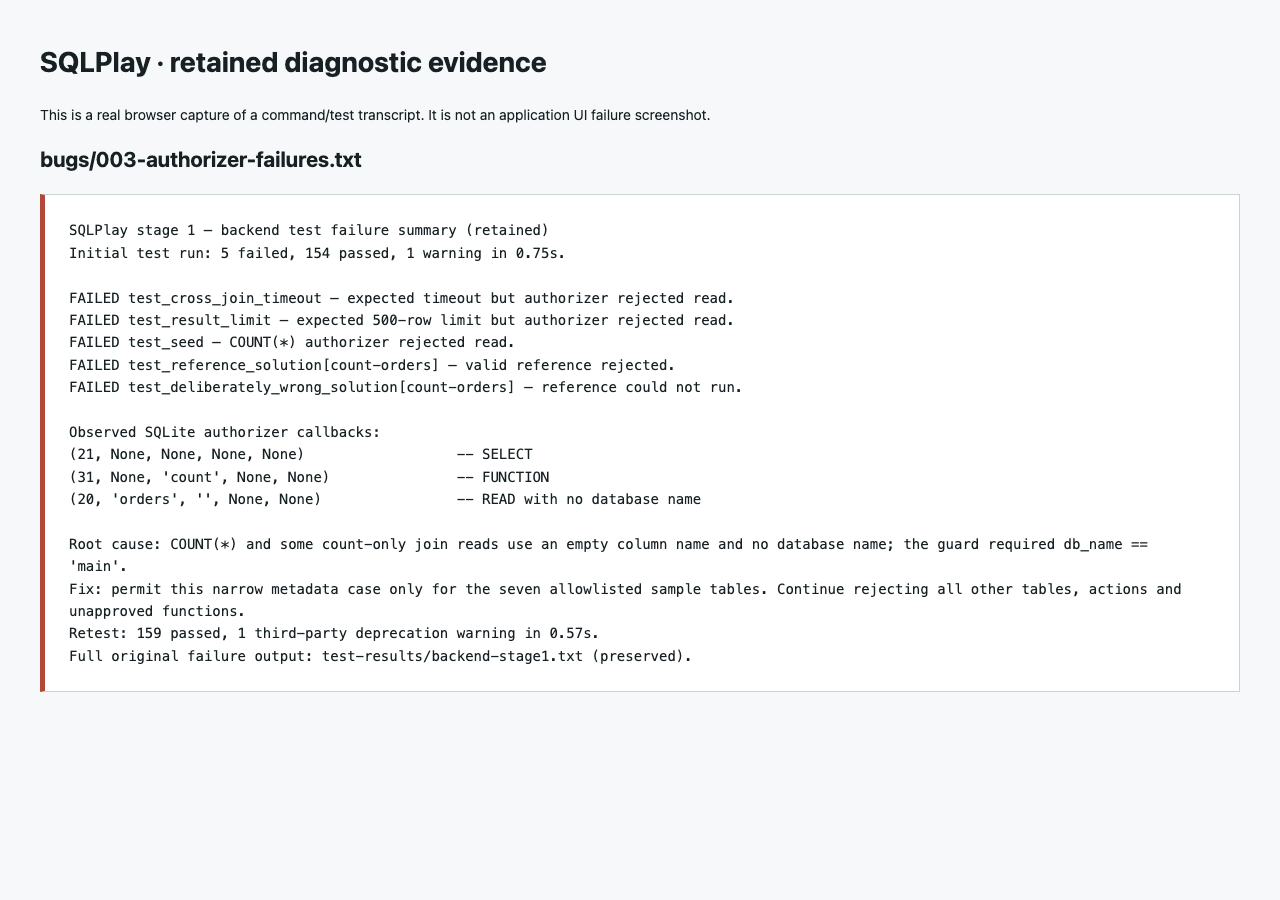 SQLPlay · retained diagnostic evidence
This is a real browser capture of a command/test transcript. It is not an application UI failure screenshot.
bugs/003-authorizer-failures.txt
SQLPlay stage 1 — backend test failure summary (retained)
Initial test run: 5 failed, 154 passed, 1 warning in 0.75s.
FAILED test_cross_join_timeout — expected timeout but authorizer rejected read.
FAILED test_result_limit — expected 500-row limit but authorizer rejected read.
FAILED test_seed — COUNT(*) authorizer rejected read.
FAILED test_reference_solution[count-orders] — valid reference rejected.
FAILED test_deliberately_wrong_solution[count-orders] — reference could not run.
Observed SQLite authorizer callbacks:
(21, None, None, None, None) -- SELECT
(31, None, 'count', None, None) -- FUNCTION
(20, 'orders', '', None, None) -- READ with no database name
Root cause: COUNT(*) and some count-only join reads use an empty column name and no database name; the guard required db_name ==
'main'.
Fix: permit this narrow metadata case only for the seven allowlisted sample tables. Continue rejecting all other tables, actions and
unapproved functions.
Retest: 159 passed, 1 third-party deprecation warning in 0.57s.
Full original failure output: test-results/backend-stage1.txt (preserved).